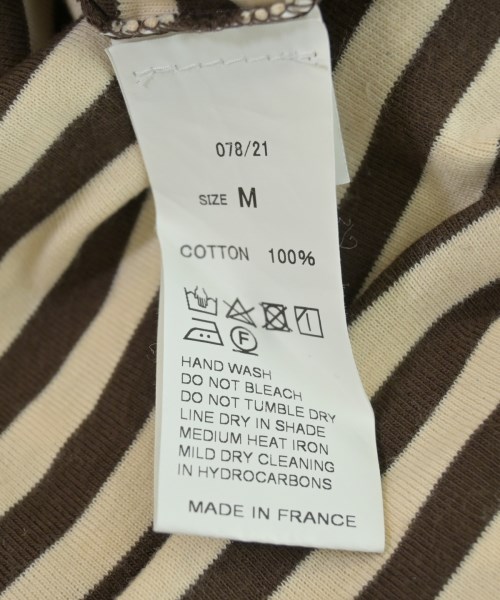 078/21
SIZE M
COTTON 100%
F
HAND WASH
DO NOT BLEACH
DO NOT TUMBLE DRY
LINE DRY IN SHADE
MEDIUM HEAT IRON
MILD DRY CLEANING
IN HYDROCARBONS
MADE IN FRANCE